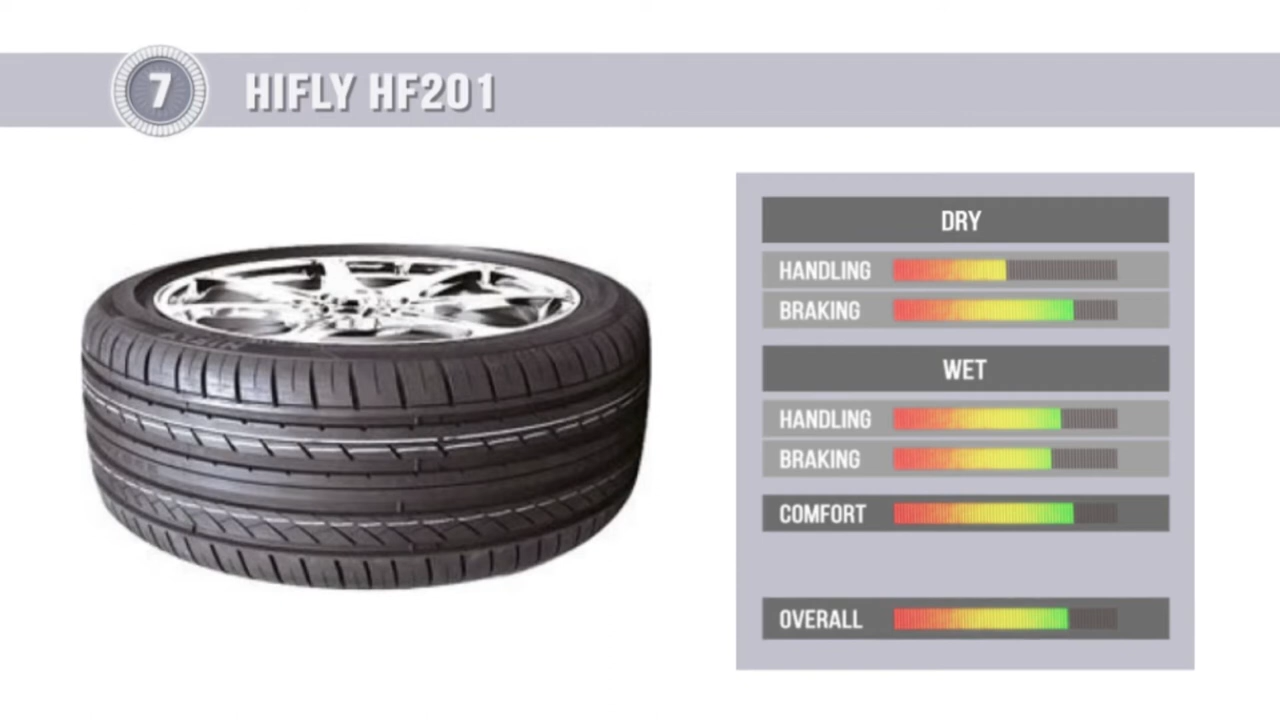 7
HIFLY HF201
DRY
HANDLING
BRAKING
WET
HANDLING
BRAKING
COMFORT
OVERALL